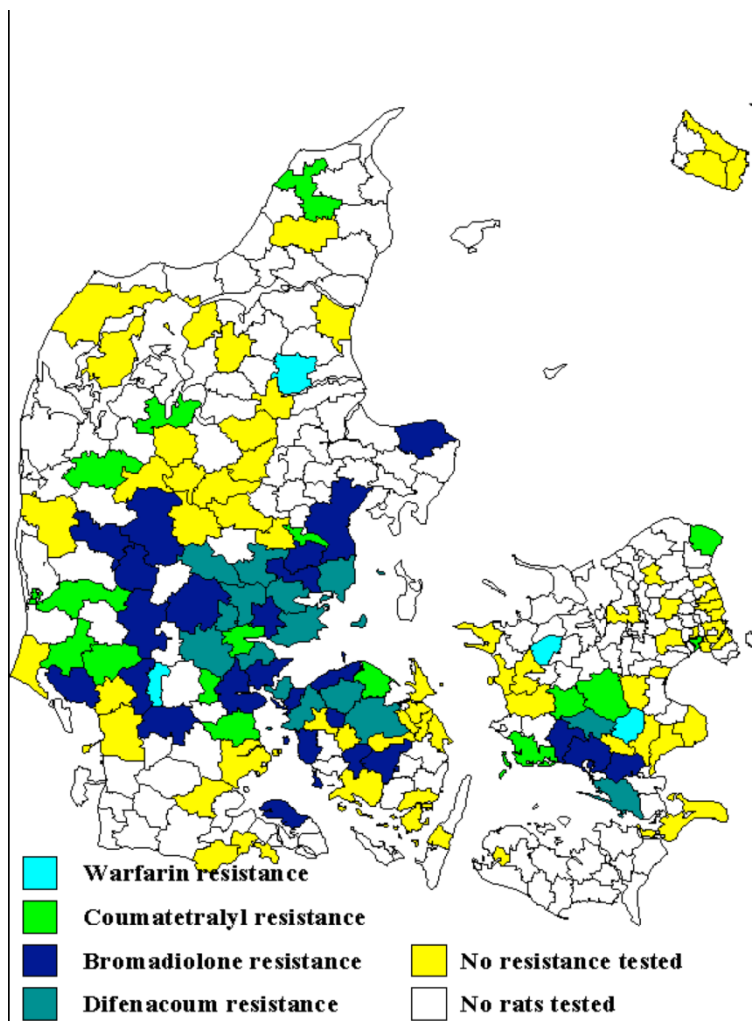 Warfarin resistance
Coumatetralyl resistance
Bromadiolone resistance
No resistance tested
Difenacoum resistance
No rats tested